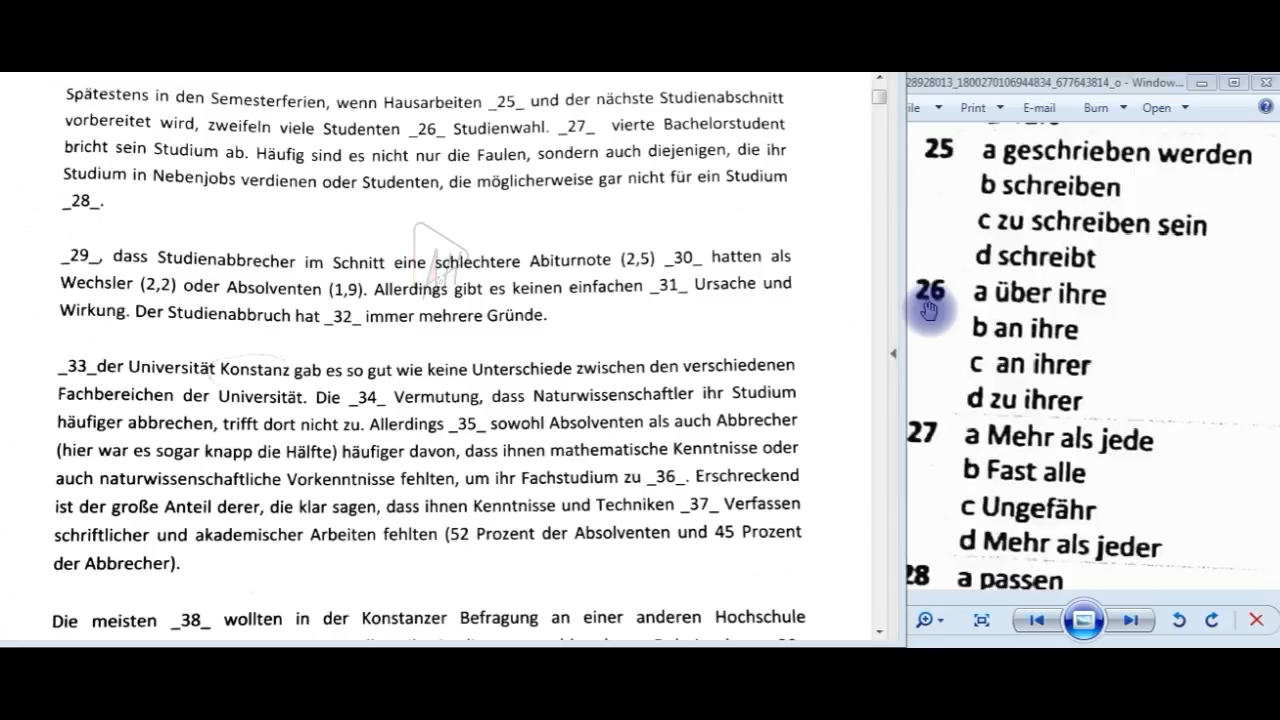 Spätestens in den Semesterferien, wenn Hausarbeiten _25_ und der nächste Studienabschnitt
vorbereitet wird, zweifeln viele Studenten _26_ Studienwahl. _27_ vierte Bachelorstudent
bricht sein Studium ab. Häufig sind es nicht nur die Faulen, sondern auch diejenigen, die ihr
Studium in Nebenjobs verdienen oder Studenten, die möglicherweise gar nicht für ein Studium
_28_.
_29_, dass Studienabbrecher im Schnitt eine schlechtere Abiturnote (2,5) _30_ hatten als
Wechsler (2,2) oder Absolventen (1,9). Allerdings gibt es keinen einfachen _31_ Ursache und
Wirkung. Der Studienabbruch hat _32_ immer mehrere Gründe.
_33_der Universität Konstanz gab es so gut wie keine Unterschiede zwischen den verschiedenen
Fachbereichen der Universität. Die _34_ Vermutung, dass Naturwissenschaftler ihr Studium
häufiger abbrechen, trifft dort nicht zu. Allerdings _35_ sowohl Absolventen als auch Abbrecher
(hier war es sogar knapp die Hälfte) häufiger davon, dass ihnen mathematische Kenntnisse oder
auch naturwissenschaftliche Vorkenntnisse fehlten, um ihr Fachstudium zu _36_. Erschreckend
ist der große Anteil derer, die klar sagen, dass ihnen Kenntnisse und Techniken _37_ Verfassen
schriftlicher und akademischer Arbeiten fehlten (52 Prozent der Absolventen und 45 Prozent
der Abbrecher).
Die meisten _38_ wollten in der Konstanzer Befragung an einer anderen Hochschule
28928013_1800270106944834_677643814_o - Window...
ile Print E-mail Burn Open
25 a geschrieben werden
b schreiben
c zu schreiben sein
d schreibt
26 a über ihre
b an ihre
c an ihrer
d zu ihrer
27 a Mehr als jede
b Fast alle
c Ungefähr
d Mehr als jeder
28 a passen